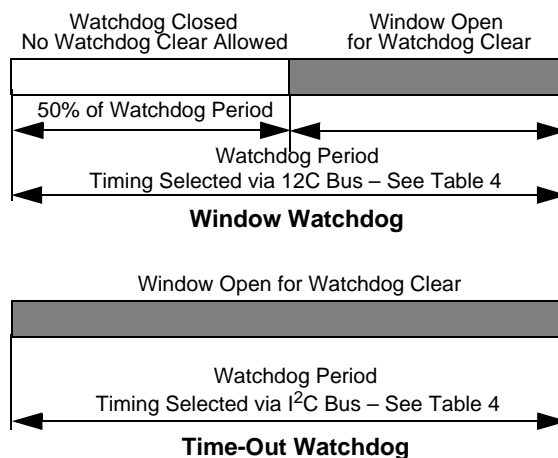 Watchdog Closed
No Watchdog Clear Allowed
Window Open
for Watchdog Clear
50% of Watchdog Period
Watchdog Period
Timing Selected via 12C Bus – See Table 4
Window Watchdog
Window Open for Watchdog Clear
Watchdog Period
Timing Selected via I²C Bus – See Table 4
Time-Out Watchdog